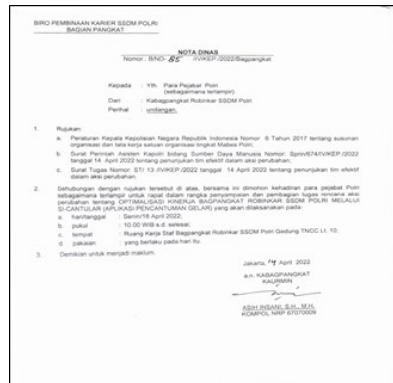 BIRO PEMBINAAN KARIER SSDM POLRI
BAGIAN PANGKAT
NOTA DINAS
Nomor : B/ND- 85 /IV/KEP./2022/Bagpangkat
Kepada : Yth. Para Pejabat Polri
(sebagaimana terlampir)
Dari : Kabagpangkat Robinkar SSDM Polri
Perihal : undangan.
1. Rujukan:
a. Peraturan Kepala Kepolisian Negara Republik Indonesia Nomor 6 Tahun 2017 tentang susunan
organisasi dan tata kerja satuan organisasi tingkat Mabes Polri;
b. Surat Perintah Asisten Kapolri bidang Sumber Daya Manusia Nomor: Sprin/674/IV/KEP./2022
tanggal 14 April 2022 tentang penunjukan tim efektif dalam aksi perubahan;
c. Surat Tugas Nomor: ST/ 13 /IV/KEP./2022 tanggal 14 April 2022 tentang penunjukan tim efektif
dalam aksi perubahan.
2. Sehubungan dengan rujukan tersebut di atas, bersama ini dimohon kehadiran para pejabat Polri
sebagaimana terlampir untuk rapat dalam rangka penyampaian dan pembagian tugas rencana aksi
perubahan tentang OPTIMALISASI KINERJA BAGPANGKAT ROBINKAR SSDM POLRI MELALUI
SI-CANTULAR (APLIKASI PENCANTUMAN GELAR) yang akan dilaksanakan pada:
a. hari/tanggal : Senin/18 April 2022;
b. pukul : 10.00 WIB s.d. selesai;
c. tempat : Ruang Kerja Staf Bagpangkat Robinkar SSDM Polri Gedung TNCC Lt. 10;
d. pakaian : yang berlaku pada hari itu.
3. Demikian untuk menjadi maklum.
Jakarta, 14 April 2022
a.n. KABAGPANGKAT
KAURMIN
ASIH INSANI, S.H., M.H.
KOMPOL NRP 67070009